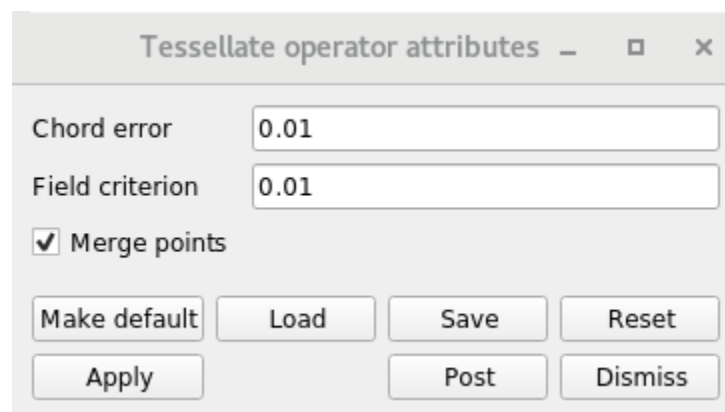 Tessellate operator attributes
Chord error 0.01
Field criterion 0.01
Merge points
Make default Load Save Reset
Apply Post Dismiss